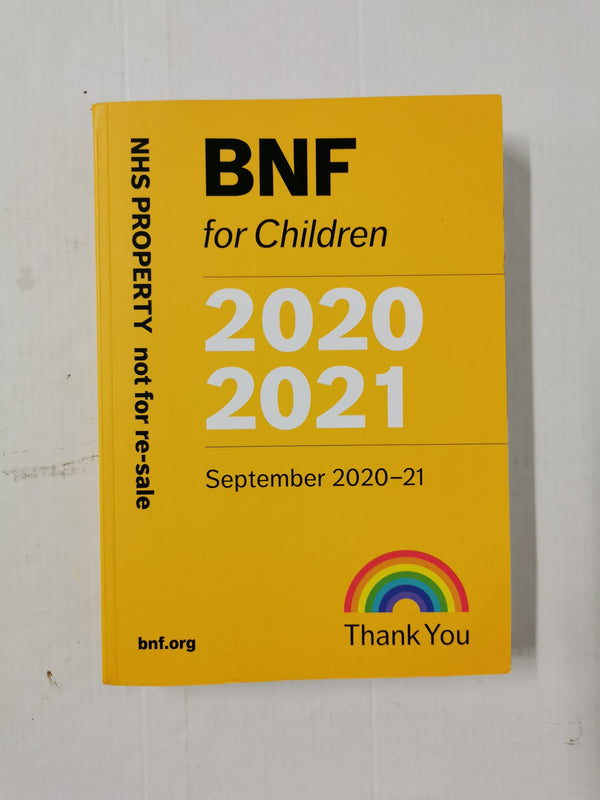 NHS PROPERTY not for re-sale
BNF
for Children
2020
2021
September 2020–21
Thank You
bnf.org